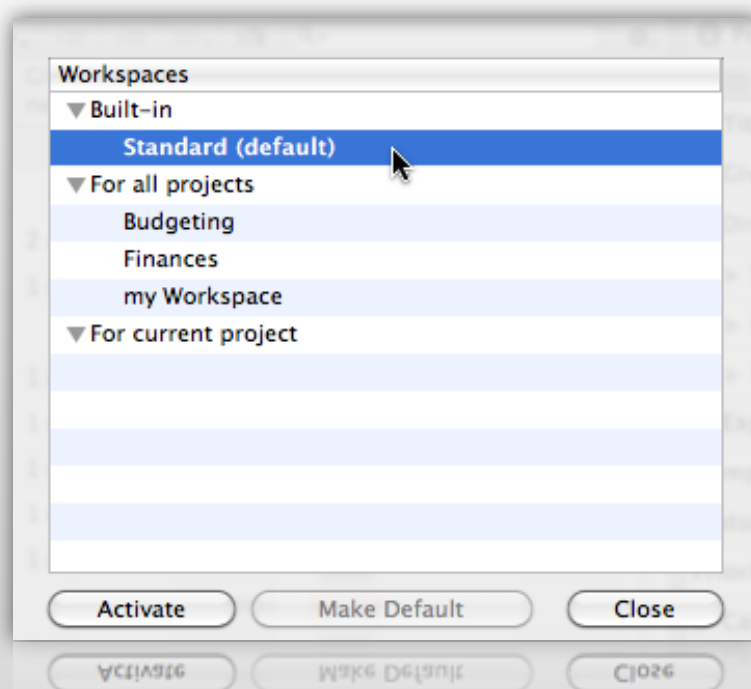 Workspaces
Built-in
Standard (default)
For all projects
Budgeting
Finances
my Workspace
For current project
Activate
Make Default
Close